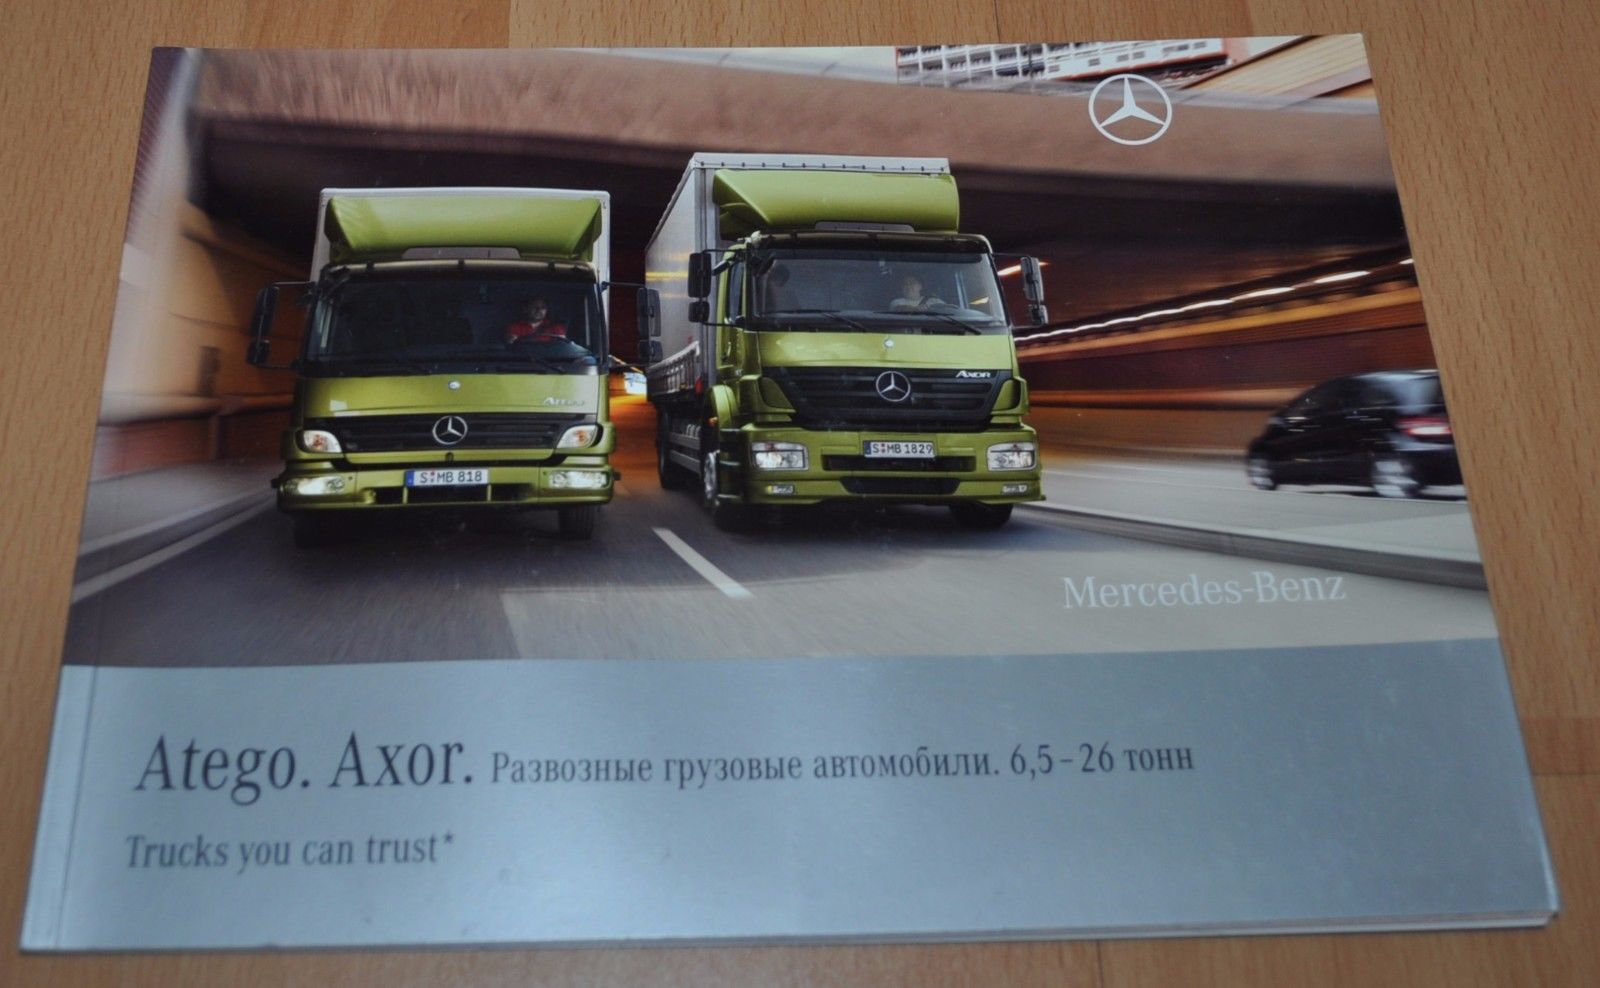 Atego
AXOR
S MB 818
S MB 1829
Mercedes-Benz
Atego. Axor. Развозные грузовые автомобили. 6,5 – 26 тонн
Trucks you can trust*